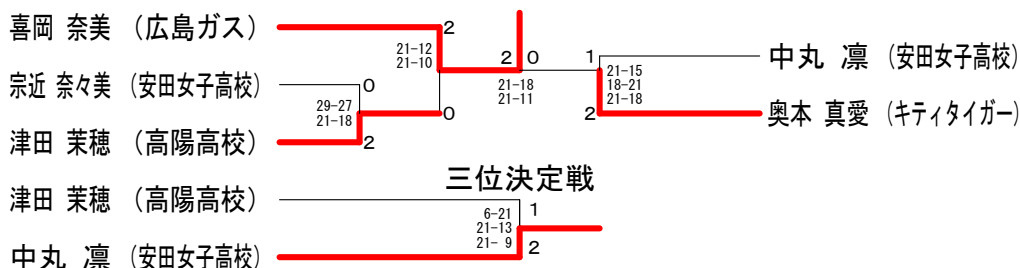 喜岡 奈美 (広島ガス)
2
21-12
21-10
2 0
21-18
21-11
1
中丸 凛 (安田女子高校)
21-15
18-21
21-18
2
奥本 真愛 (キティタイガー)
宗近 奈々美 (安田女子高校)
0
29-27
21-18
0
津田 茉穂 (高陽高校)
2
三位決定戦
津田 茉穂 (高陽高校)
1
6-21
21-13
21- 9
2
中丸 凛 (安田女子高校)